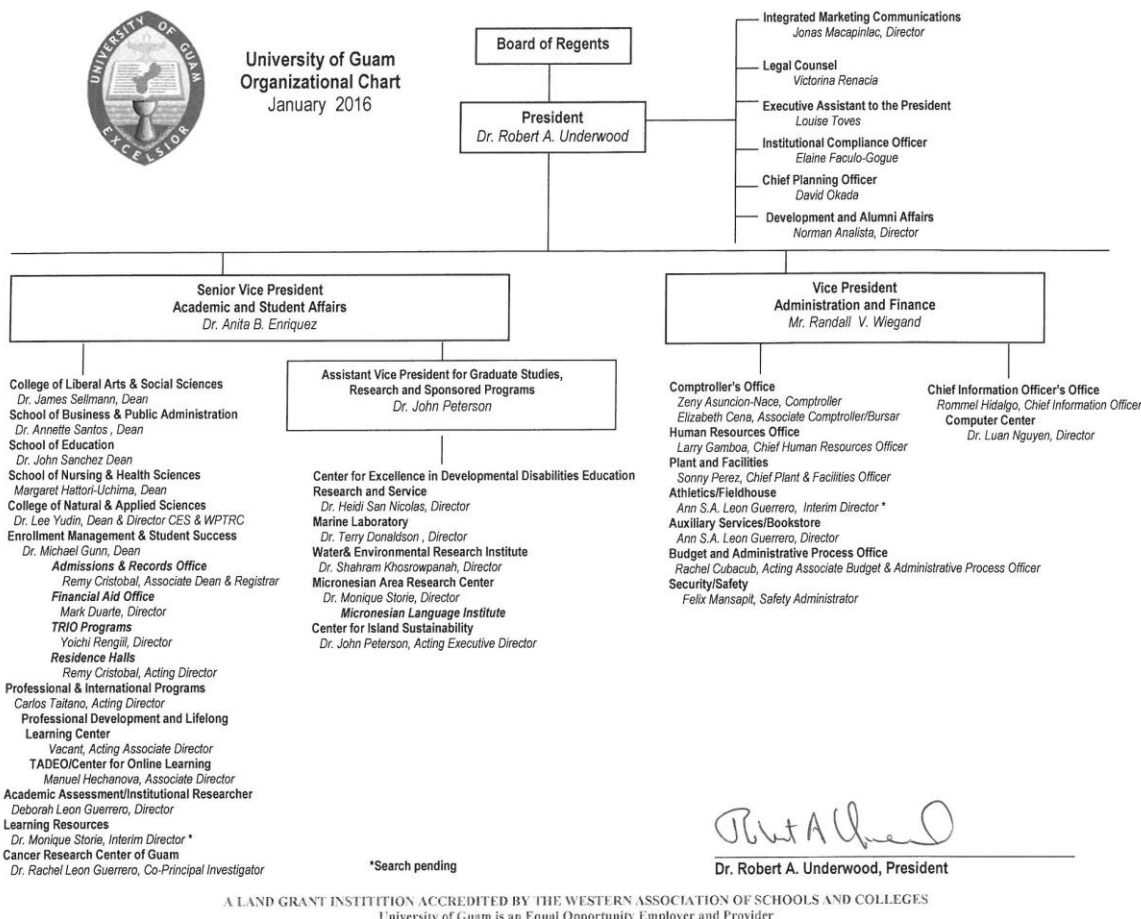 UNIVERSITY OF GUAM
EXCELSIOR
University of Guam
Organizational Chart
January 2016
Board of Regents
President
Dr. Robert A. Underwood
Integrated Marketing Communications
Jonas Macapinlac, Director
Legal Counsel
Victorina Renacia
Executive Assistant to the President
Louise Toves
Institutional Compliance Officer
Elaine Faculo-Gogue
Chief Planning Officer
David Okada
Development and Alumni Affairs
Norman Analista, Director
Senior Vice President
Academic and Student Affairs
Dr. Anita B. Enriquez
College of Liberal Arts & Social Sciences
Dr. James Sellmann, Dean
School of Business & Public Administration
Dr. Annette Santos , Dean
School of Education
Dr. John Sanchez Dean
School of Nursing & Health Sciences
Margaret Hattori-Uchima, Dean
College of Natural & Applied Sciences
Dr. Lee Yudin, Dean & Director CES & WPTRC
Enrollment Management & Student Success
Dr. Michael Gunn, Dean
Admissions & Records Office
Remy Cristobal, Associate Dean & Registrar
Financial Aid Office
Mark Duarte, Director
TRIO Programs
Yoichi Rengiil, Director
Residence Halls
Remy Cristobal, Acting Director
Professional & International Programs
Carlos Taitano, Acting Director
Professional Development and Lifelong
Learning Center
Vacant, Acting Associate Director
TADEO/Center for Online Learning
Manuel Hechanova, Associate Director
Academic Assessment/Institutional Researcher
Deborah Leon Guerrero, Director
Learning Resources
Dr. Monique Storie, Interim Director *
Cancer Research Center of Guam
Dr. Rachel Leon Guerrero, Co-Principal Investigator
Assistant Vice President for Graduate Studies,
Research and Sponsored Programs
Dr. John Peterson
Center for Excellence in Developmental Disabilities Education
Research and Service
Dr. Heidi San Nicolas, Director
Marine Laboratory
Dr. Terry Donaldson , Director
Water& Environmental Research Institute
Dr. Shahram Khosrowpanah, Director
Micronesian Area Research Center
Dr. Monique Storie, Director
Micronesian Language Institute
Center for Island Sustainability
Dr. John Peterson, Acting Executive Director
Vice President
Administration and Finance
Mr. Randall V. Wiegand
Comptroller's Office
Zeny Asuncion-Nace, Comptroller
Elizabeth Cena, Associate Comptroller/Bursar
Human Resources Office
Larry Gamboa, Chief Human Resources Officer
Plant and Facilities
Sonny Perez, Chief Plant & Facilities Officer
Athletics/Fieldhouse
Ann S.A. Leon Guerrero, Interim Director *
Auxiliary Services/Bookstore
Ann S.A. Leon Guerrero, Director
Budget and Administrative Process Office
Rachel Cubacub, Acting Associate Budget & Administrative Process Officer
Security/Safety
Felix Mansapit, Safety Administrator
Chief Information Officer's Office
Rommel Hidalgo, Chief Information Officer
Computer Center
Dr. Luan Nguyen, Director
*Search pending
Dr. Robert A. Underwood, President
A LAND GRANT INSTITITION ACCREDITED BY THE WESTERN ASSOCIATION OF SCHOOLS AND COLLEGES
University of Guam is an Equal Opportunity Employer and Provider